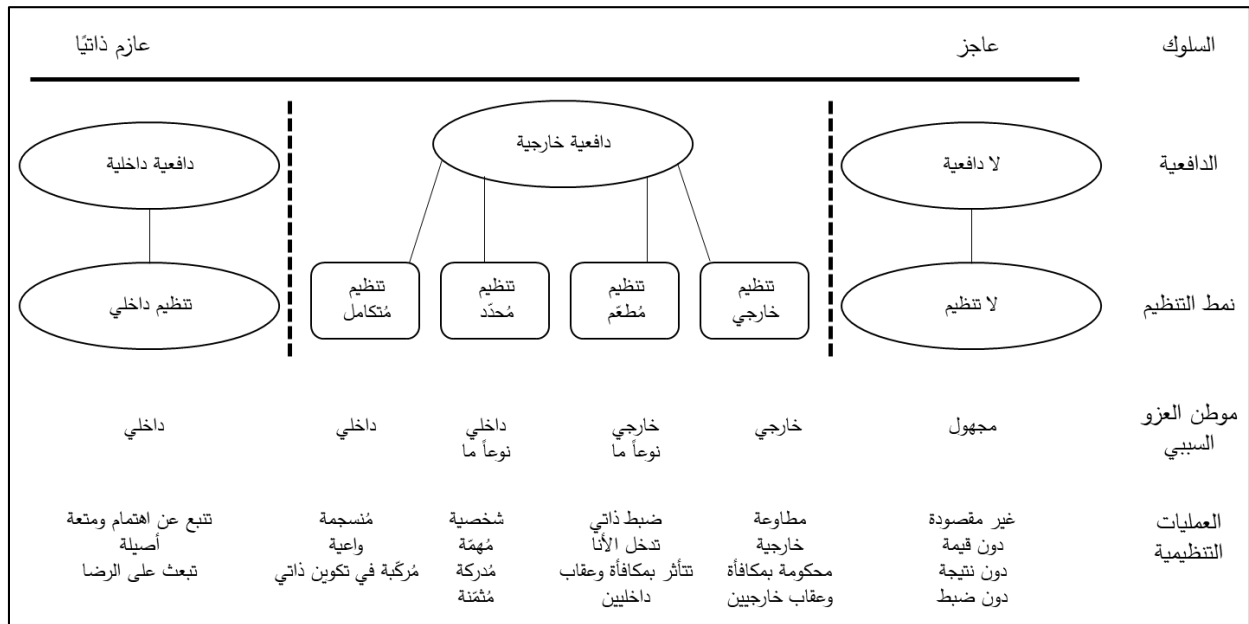 السلوك
عاجز
عازم ذاتيًا
الدافعية
لا دافعية
دافعية خارجية
دافعية داخلية
نمط التنظيم
لا تنظيم
تنظيم
خارجي
تنظيم
مُطعّم
تنظيم
مُحدّد
تنظيم
مُتكامل
تنظيم داخلي
موطن العزو
السببي
مجهول
خارجي
خارجي
نوعاً ما
داخلي
نوعاً ما
داخلي
داخلي
العمليات
التنظيمية
غير مقصودة
دون قيمة
دون نتيجة
دون ضبط
مطاوعة
خارجية
محكومة بمكافأة
وعقاب خارجيين
ضبط ذاتي
تدخل الأنا
تتأثر بمكافأة وعقاب
داخليين
شخصية
مُهمّة
مُدركة
مُثمّنة
مُنسجمة
واعية
مُركّبة في تكوين ذاتي
تنبع عن اهتمام ومتعة
أصيلة
تبعث على الرضا